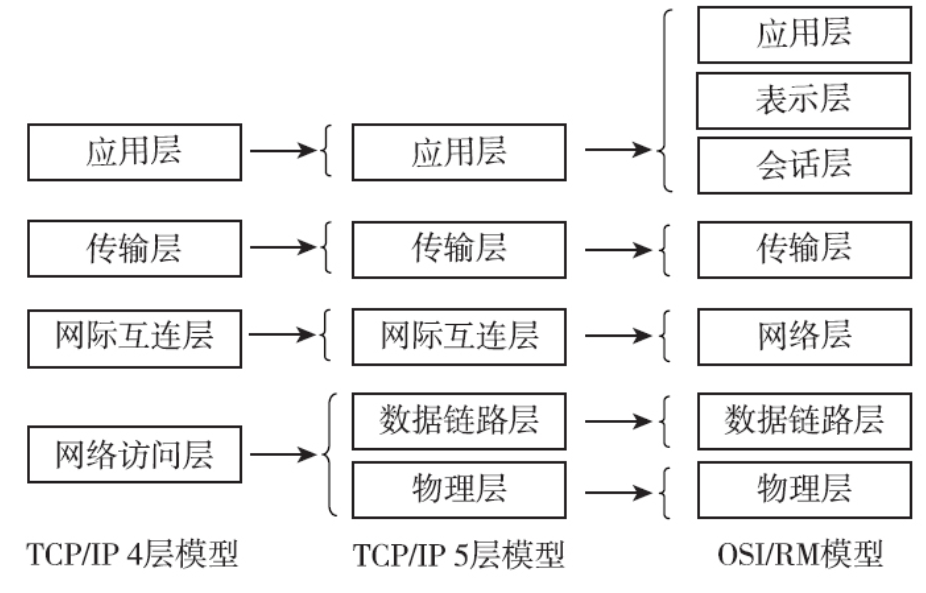 应用层
表示层
应用层 应用层 会话层
传输层 传输层 传输层
网际互连层 网际互连层 网络层
数据链路层 数据链路层
网络访问层
物理层 物理层
TCP/IP 4层模型 TCP/IP 5层模型 OSI/RM模型